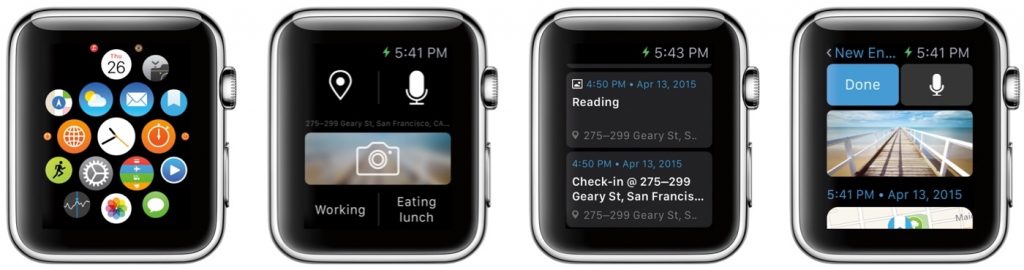 Thu
26
5:41 PM
275–299 Geary St, San Francisco, CA...
Working
Eating
lunch
5:43 PM
4:50 PM • Apr 13, 2015
Reading
275–299 Geary St, S..
4:50 PM • Apr 13, 2015
Check-in @ 275–299
Geary St, San Francis...
275–299 Geary St, S..
‹ New En... 5:41 PM
Done
5:41 PM • Apr 13, 2015